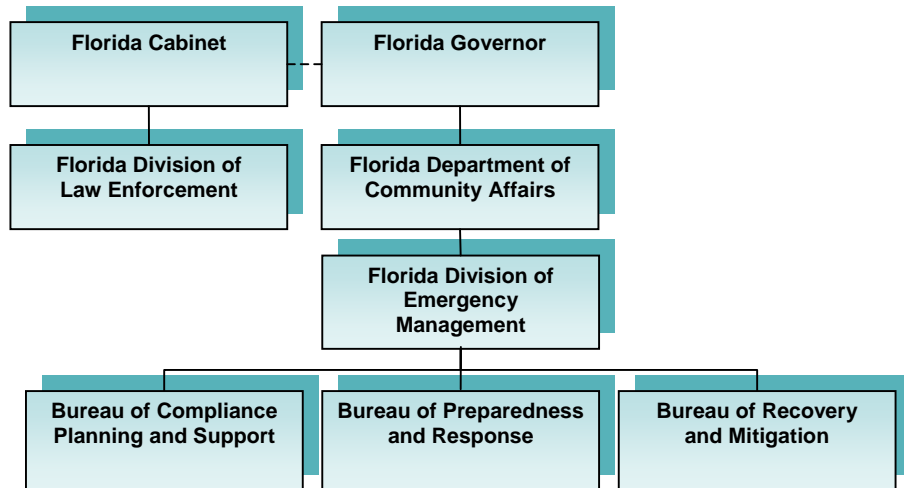 Florida Cabinet
Florida Governor
Florida Division of
Law Enforcement
Florida Department of
Community Affairs
Florida Division of
Emergency
Management
Bureau of Compliance
Planning and Support
Bureau of Preparedness
and Response
Bureau of Recovery
and Mitigation